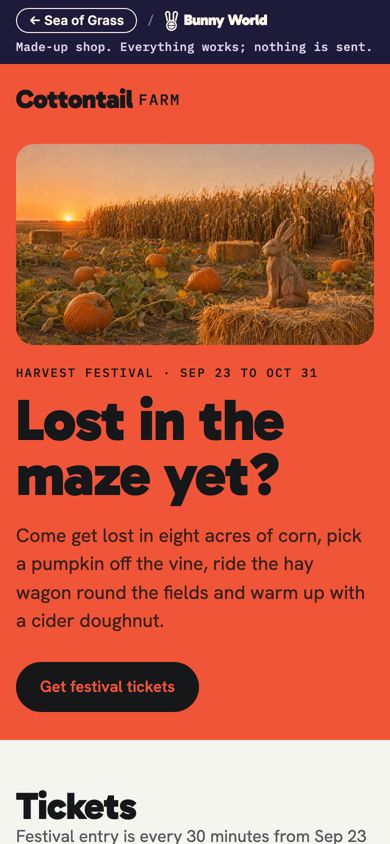 ← Sea of Grass / Bunny World
Made-up shop. Everything works; nothing is sent.
Cottontail FARM
HARVEST FESTIVAL · SEP 23 TO OCT 31
Lost in the
maze yet?
Come get lost in eight acres of corn, pick
a pumpkin off the vine, ride the hay
wagon round the fields and warm up with
a cider doughnut.
Get festival tickets
Tickets
Festival entry is every 30 minutes from Sep 23